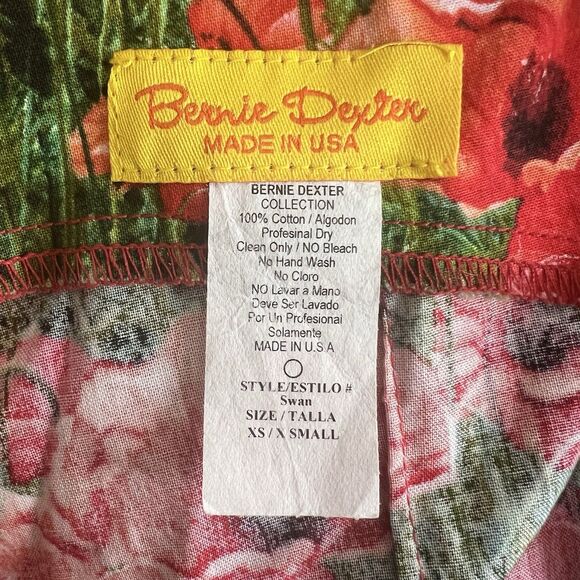 Bernie Dexter
MADE IN USA
BERNIE DEXTER
COLLECTION
100% Cotton / Algodon
Profesinal Dry
Clean Only / NO Bleach
No Hand Wash
No Cloro
NO Lavar a Mano
Deve Ser Lavado
Por Un Profesional
Solamente
MADE IN U.S.A
STYLE/ESTILO #
Swan
SIZE / TALLA
XS / X SMALL